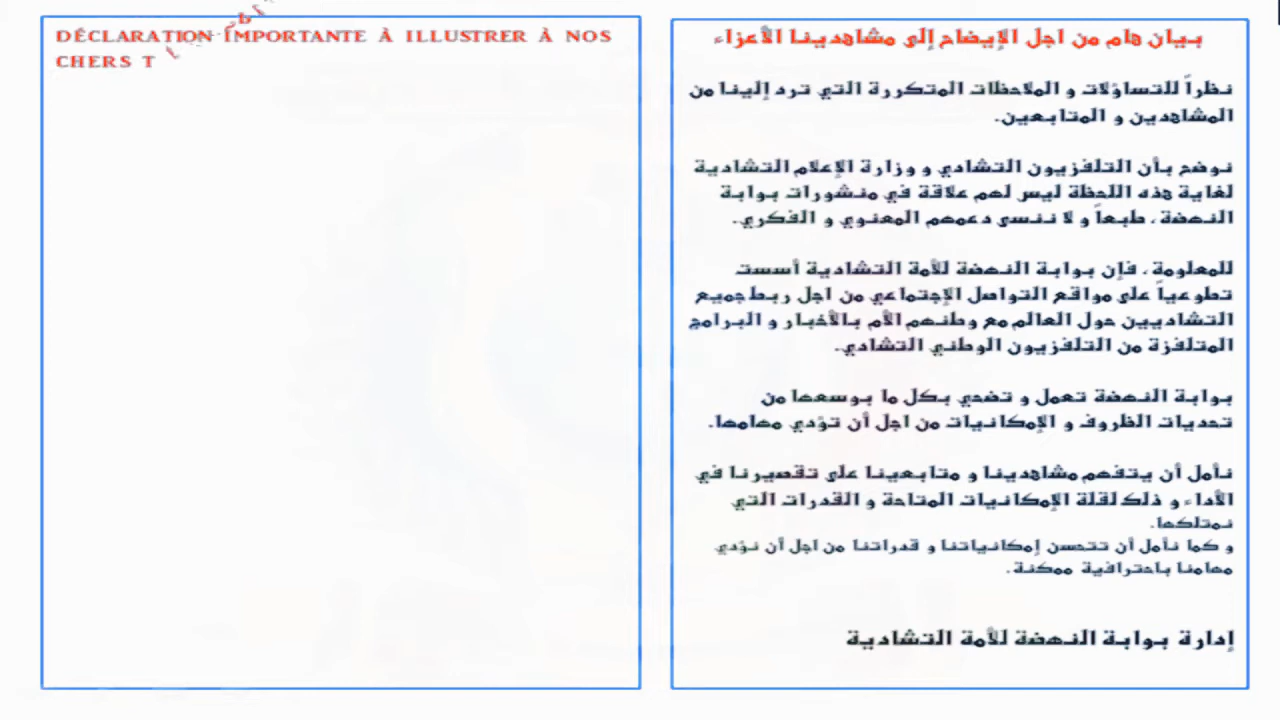 DÉCLARATION IMPORTANTE À ILLUSTRER À NOS
CHERS T
بيان هام من اجل الإيضاح إلى مشاهدينا الأعزاء
نظراً للتساؤلات و الملاحظات المتكررة التي ترد إلينا من
المشاهدين و المتابعين.
نوضح بأن التلفزيون التشادي و وزارة الإعلام التشادية
لغاية هذه اللحظة ليس لهم علاقة في منشورات بوابة
النهضة، طبعاً و لا ننسى دعمهم المعنوي و الفكري.
للمعلومة، فإن بوابة النهضة للأمة التشادية أسست
تطوعياً على مواقع التواصل الإجتماعي من اجل ربط جميع
التشاديين حول العالم مع وطنهم الأم بالأخبار و البرامج
المتلفزة من التلفزيون الوطني التشادي.
بوابة النهضة تعمل و تضحي بكل ما بوسعها من
تحديات الظروف و الإمكانيات من اجل أن تؤدي مهامها.
نأمل أن يتفهم مشاهدينا و متابعينا على تقصيرنا في
الأداء و ذلك لقلة الإمكانيات المتاحة و القدرات التي
نمتلكها.
و كما نأمل أن تتحسن إمكانياتنا و قدراتنا من اجل أن نؤدي
مهامنا باحترافية ممكنة.
إدارة بوابة النهضة للأمة التشادية